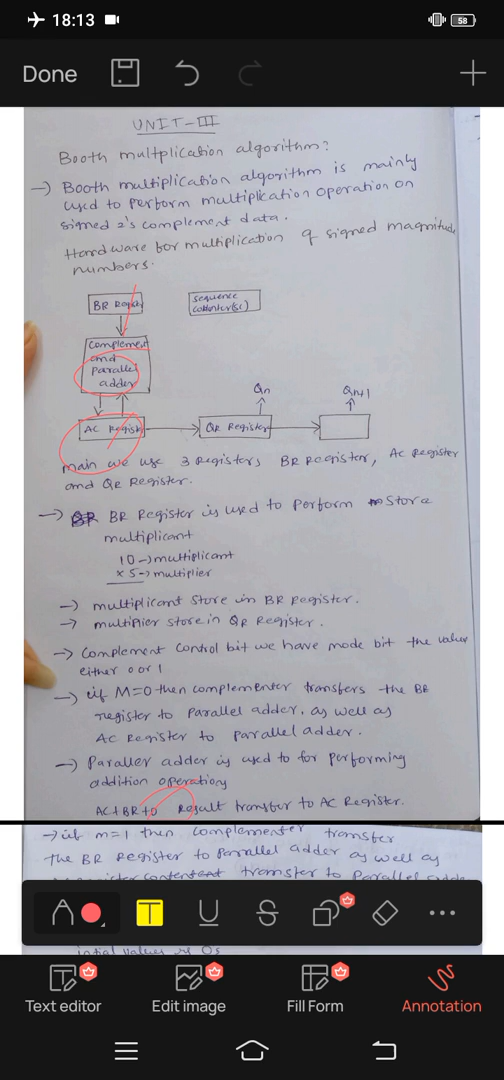 18:13
58
Done
UNIT-III
Booth multplication algorithm?
→ Booth multiplication algorithm is mainly
used to perform multiplication operation on
signed 2's complement data.
Hardware for multiplication of signed magnitude
numbers.
BR Register
sequence
counter(sc)
complement
and
parallel
adder
Qn
Qn+1
AC Register
QR Register
main we use 3 registers BR Register, AC Register
and QR Register.
→ BR BR Register is used to perform to store
multiplicant
10 → multiplicant
x 5 → multiplier
→ multiplicant store in BR Register.
→ multiplier store in QR Register.
→ Complement control bit we have mode bit the value
either 0 or 1
→ if M=0 then complementer transfers the BR
register to parallel adder. as well as
AC Register to parallel adder.
→ Parallel adder is used to for performing
addition operation
AC+BR+0 Result transfer to AC Register.
→ if m=1 then complementer transfer
the BR Register to parallel adder as well as
transfer to parallel adde
intial values is 0s
Text editor
Edit image
Fill Form
Annotation